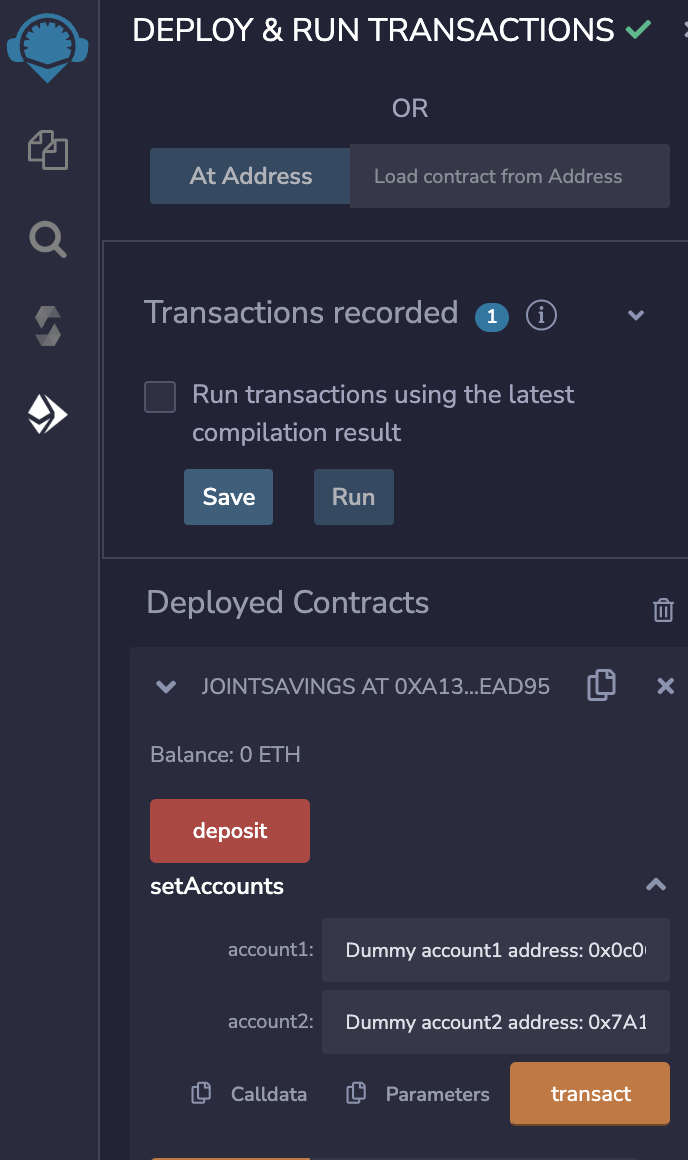 DEPLOY & RUN TRANSACTIONS
OR
At Address Load contract from Address
Transactions recorded 1 i
Run transactions using the latest
compilation result
Save Run
Deployed Contracts
JOINTSAVINGS AT 0XA13...EAD95
Balance: 0 ETH
deposit
setAccounts
account1: Dummy account1 address: 0x0c0
account2: Dummy account2 address: 0x7A1
Calldata Parameters transact